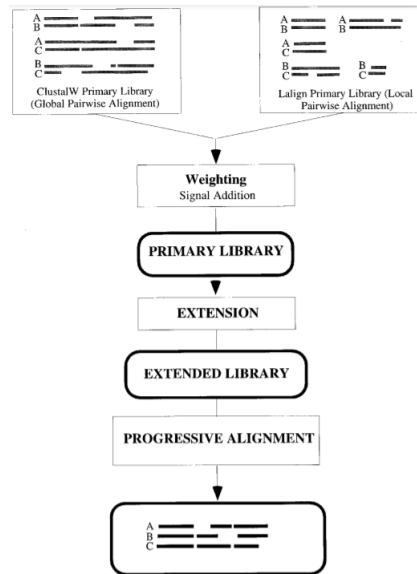 A
B
A
C
B
C
ClustalW Primary Library
(Global Pairwise Alignment)
A
B
A
B
A
C
B
C
B
C
Lalign Primary Library (Local
Pairwise Alignment)
Weighting
Signal Addition
PRIMARY LIBRARY
EXTENSION
EXTENDED LIBRARY
PROGRESSIVE ALIGNMENT
A
B
C